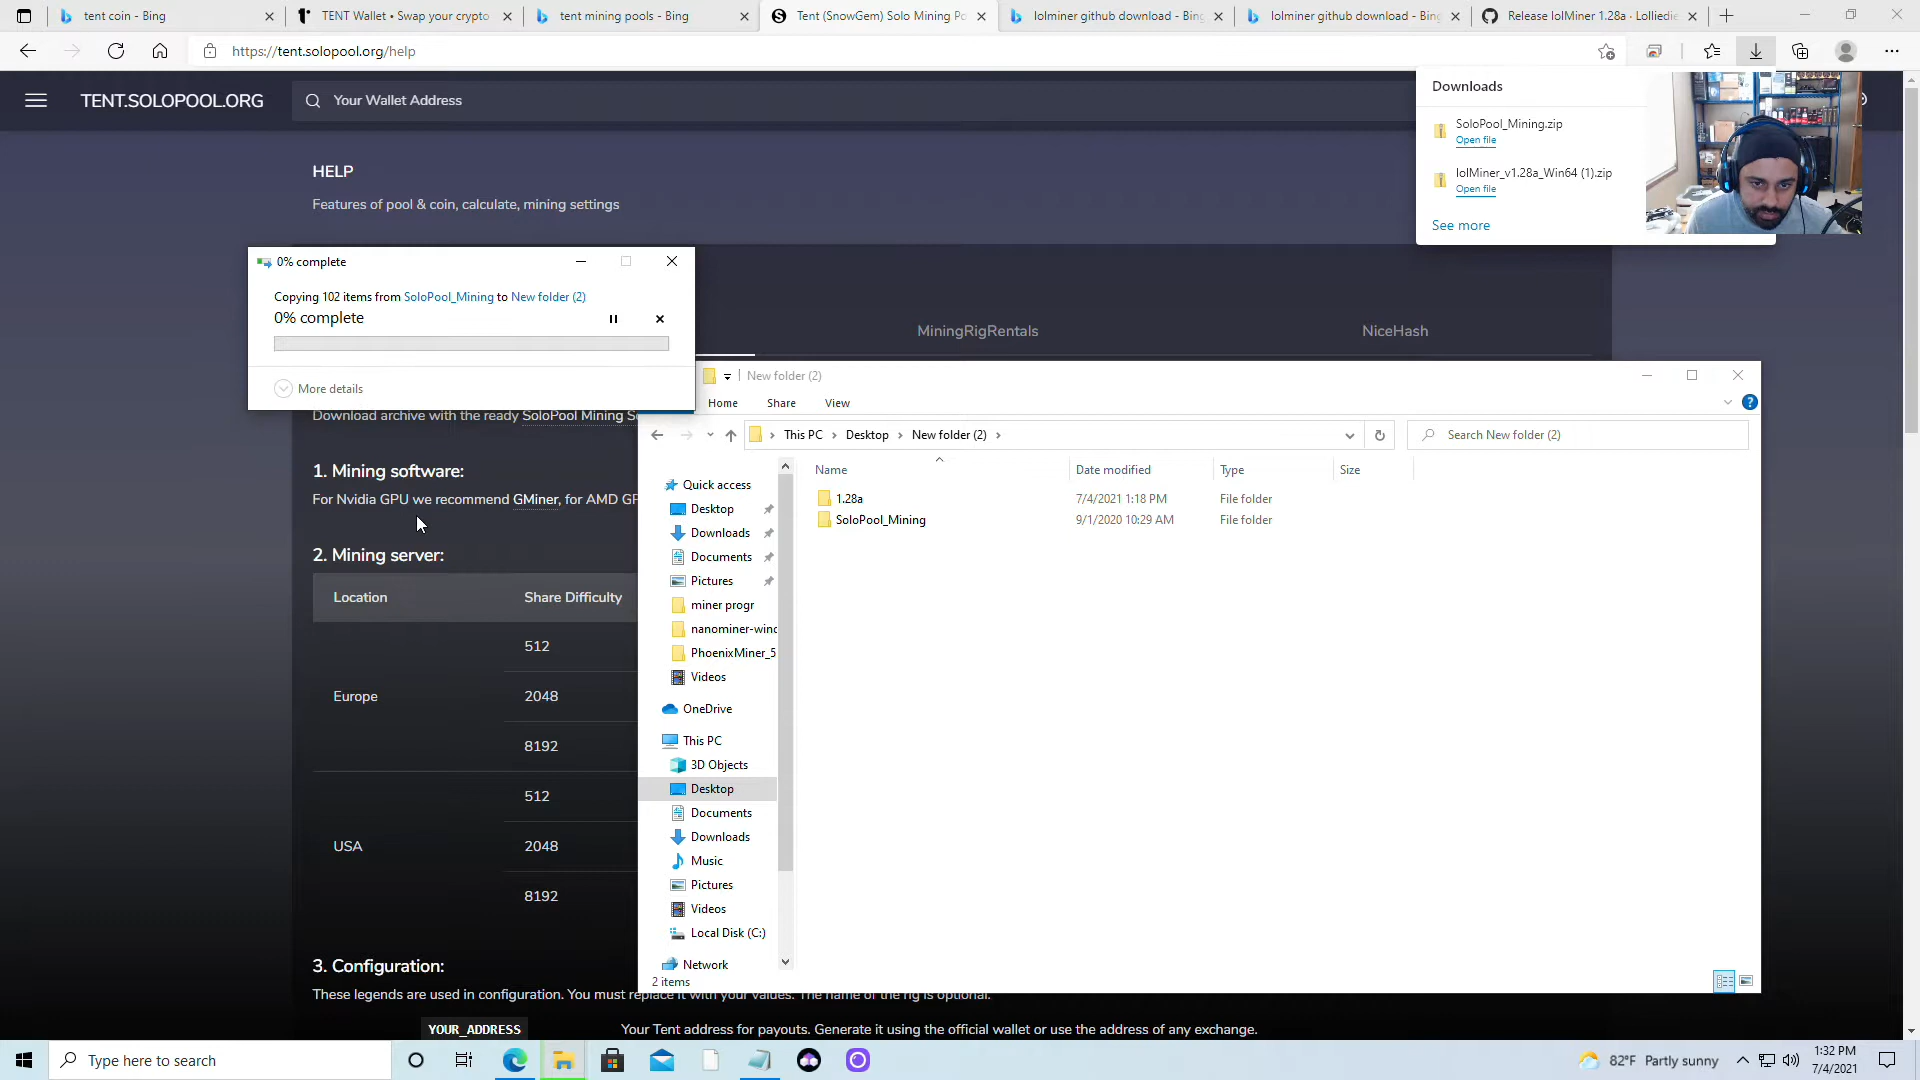 tent coin - Bing
TENT Wallet • Swap your crypto
tent mining pools - Bing
Tent (SnowGem) Solo Mining Po
lolminer github download - Bing
lolminer github download - Bing
Release lolMiner 1.28a · Lolliedie
https://tent.solopool.org/help
TENT.SOLOPOOL.ORG
Your Wallet Address
Downloads
SoloPool_Mining.zip
Open file
lolMiner_v1.28a_Win64 (1).zip
Open file
See more
HELP
Features of pool & coin, calculate, mining settings
0% complete
Copying 102 items from SoloPool_Mining to New folder (2)
0% complete
More details
MiningRigRentals
NiceHash
Download archive with the ready SoloPool Mining S
1. Mining software:
For Nvidia GPU we recommend GMiner, for AMD GP
2. Mining server:
Location
Share Difficulty
512
Europe
2048
8192
512
USA
2048
8192
3. Configuration:
These legends are used in configuration. You must replace it with your values. The name of the rig is optional.
YOUR_ADDRESS
Your Tent address for payouts. Generate it using the official wallet or use the address of any exchange.
New folder (2)
Home
Share
View
This PC
Desktop
New folder (2)
Search New folder (2)
Name
Date modified
Type
Size
1.28a
7/4/2021 1:18 PM
File folder
SoloPool_Mining
9/1/2020 10:29 AM
File folder
Quick access
Desktop
Downloads
Documents
Pictures
miner progr
nanominer-wind
PhoenixMiner_5
Videos
OneDrive
This PC
3D Objects
Desktop
Documents
Downloads
Music
Pictures
Videos
Local Disk (C:)
Network
2 items
Type here to search
82°F Partly sunny
1:32 PM
7/4/2021